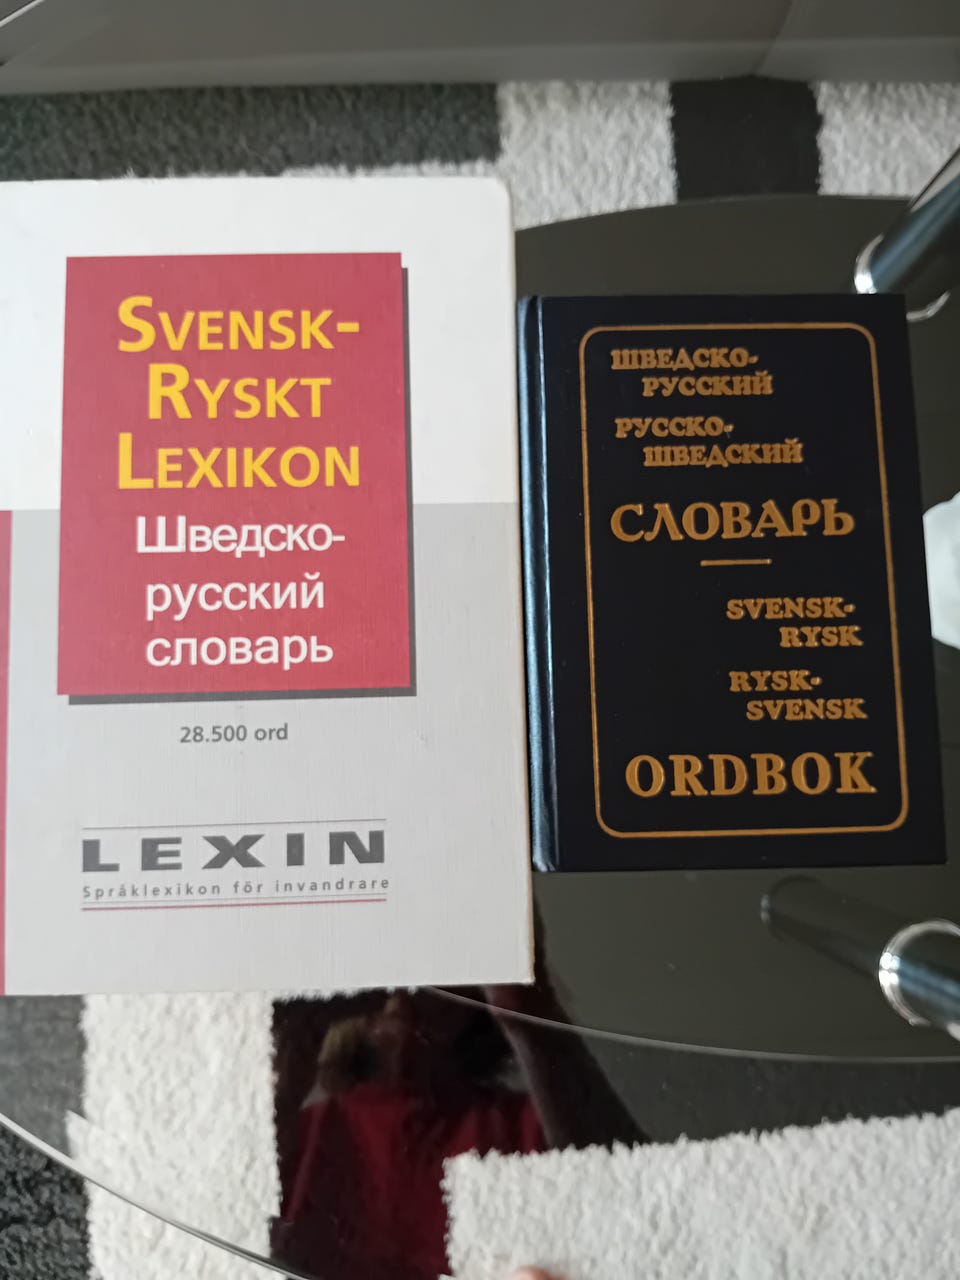 SVENSK-
RYSKT
LEXIKON
Шведско-
русский
словарь
28.500 ord
LEXIN
Språklexikon för invandrare
ШВЕДСКО-
РУССКИЙ
РУССКО-
ШВЕДСКИЙ
СЛОВАРЬ
SVENSK-
RYSK
RYSK-
SVENSK
ORDBOK